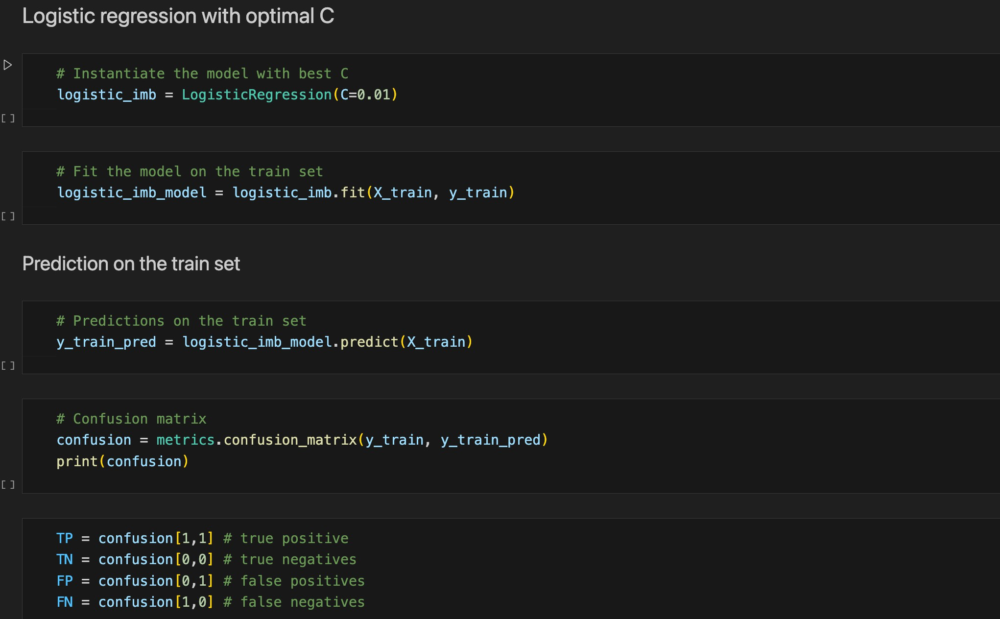 Logistic regression with optimal C
# Instantiate the model with best C
logistic_imb = LogisticRegression(C=0.01)
[ ]
# Fit the model on the train set
logistic_imb_model = logistic_imb.fit(X_train, y_train)
[ ]
Prediction on the train set
# Predictions on the train set
y_train_pred = logistic_imb_model.predict(X_train)
[ ]
# Confusion matrix
confusion = metrics.confusion_matrix(y_train, y_train_pred)
print(confusion)
[ ]
TP = confusion[1,1] # true positive
TN = confusion[0,0] # true negatives
FP = confusion[0,1] # false positives
FN = confusion[1,0] # false negatives